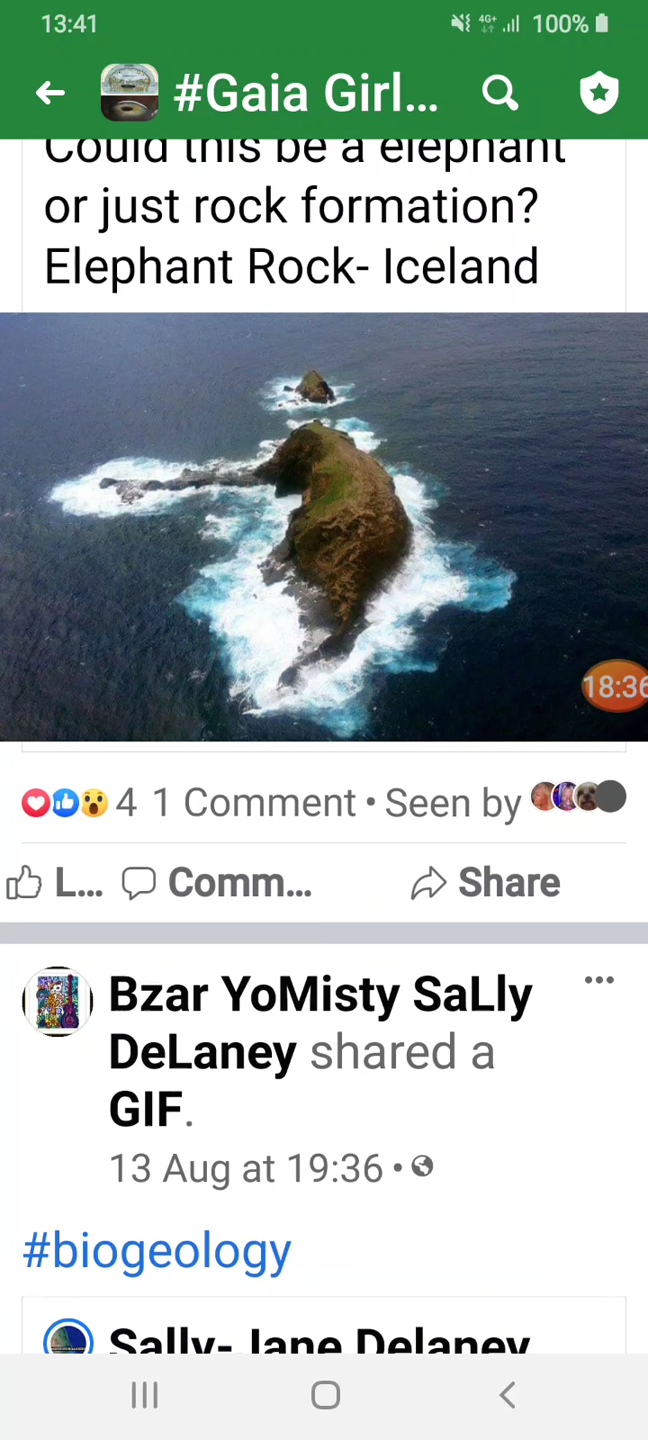 13:41
4G+ 100%
#Gaia Girl...
Could this be a elephant
or just rock formation?
Elephant Rock- Iceland
18:36
4 1 Comment • Seen by
L... Comm... Share
Bzar YoMisty SaLly
DeLaney shared a
GIF.
13 Aug at 19:36 •
#biogeology
Sally-Jane Delaney